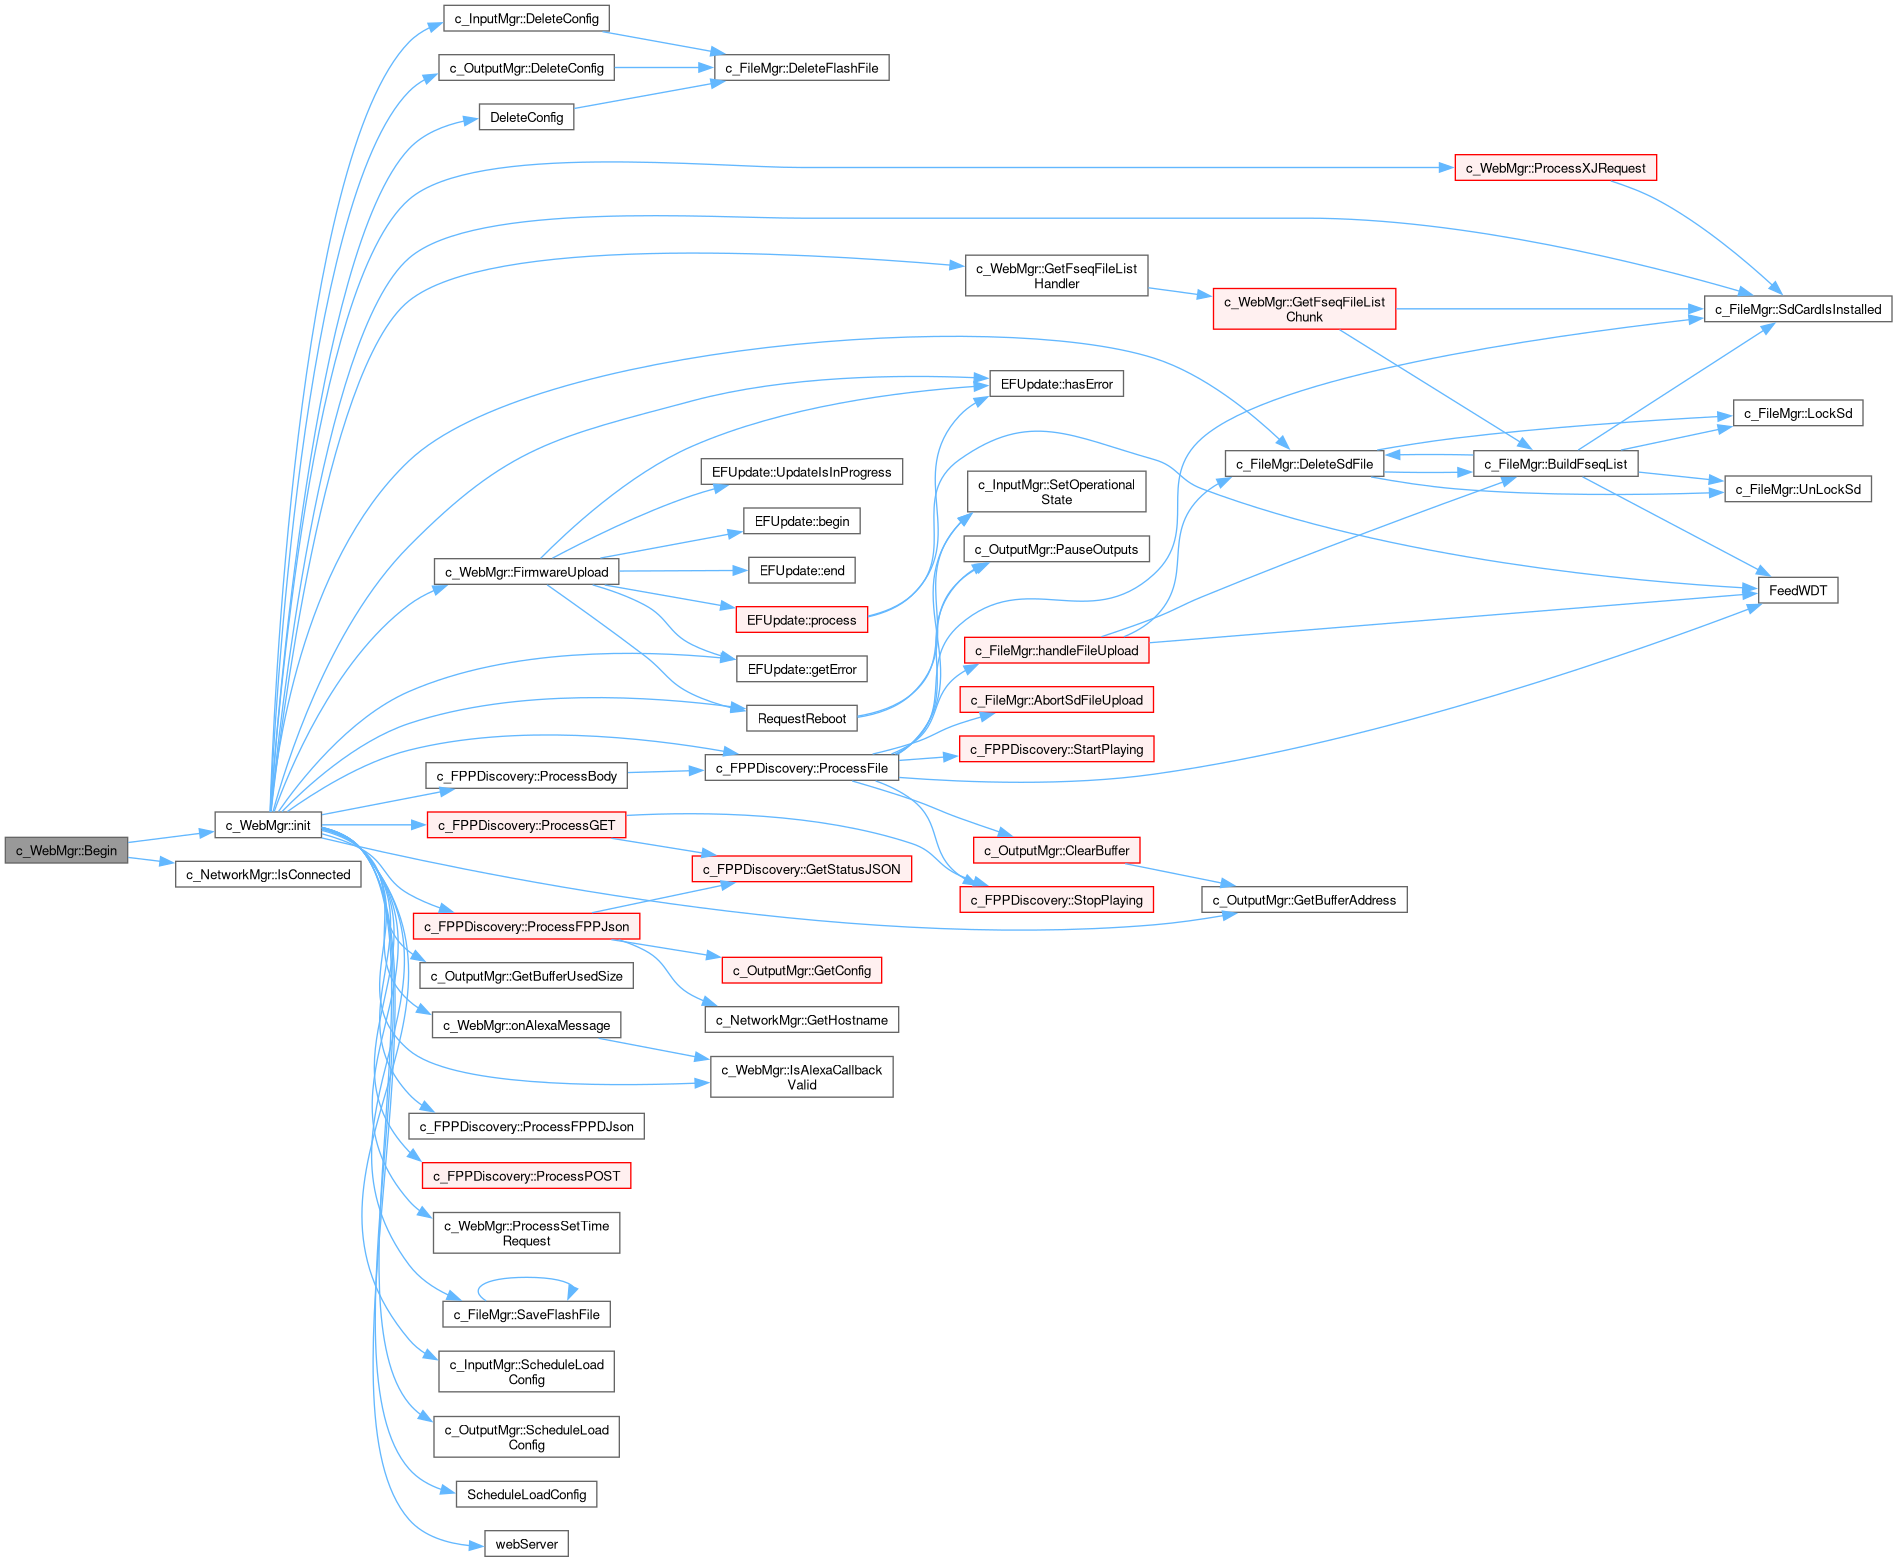 c_InputMgr::DeleteConfig
c_OutputMgr::DeleteConfig
c_FileMgr::DeleteFlashFile
DeleteConfig
c_WebMgr::ProcessXJRequest
c_WebMgr::GetFseqFileList
Handler
c_WebMgr::GetFseqFileList
Chunk
c_FileMgr::SdCardIsInstalled
EFUpdate::hasError
c_FileMgr::LockSd
EFUpdate::UpdateIsInProgress
c_InputMgr::SetOperational
State
c_FileMgr::DeleteSdFile
c_FileMgr::BuildFseqList
c_FileMgr::UnLockSd
EFUpdate::begin
c_OutputMgr::PauseOutputs
c_WebMgr::FirmwareUpload
EFUpdate::end
FeedWDT
EFUpdate::process
c_FileMgr::handleFileUpload
EFUpdate::getError
c_FileMgr::AbortSdFileUpload
RequestReboot
c_FPPDiscovery::StartPlaying
c_FPPDiscovery::ProcessBody
c_FPPDiscovery::ProcessFile
c_WebMgr::init
c_FPPDiscovery::ProcessGET
c_WebMgr::Begin
c_OutputMgr::ClearBuffer
c_NetworkMgr::IsConnected
c_FPPDiscovery::GetStatusJSON
c_FPPDiscovery::StopPlaying
c_OutputMgr::GetBufferAddress
c_FPPDiscovery::ProcessFPPJson
c_OutputMgr::GetBufferUsedSize
c_OutputMgr::GetConfig
c_WebMgr::onAlexaMessage
c_NetworkMgr::GetHostname
c_WebMgr::IsAlexaCallback
Valid
c_FPPDiscovery::ProcessFPPDJson
c_FPPDiscovery::ProcessPOST
c_WebMgr::ProcessSetTime
Request
c_FileMgr::SaveFlashFile
c_InputMgr::ScheduleLoad
Config
c_OutputMgr::ScheduleLoad
Config
ScheduleLoadConfig
webServer